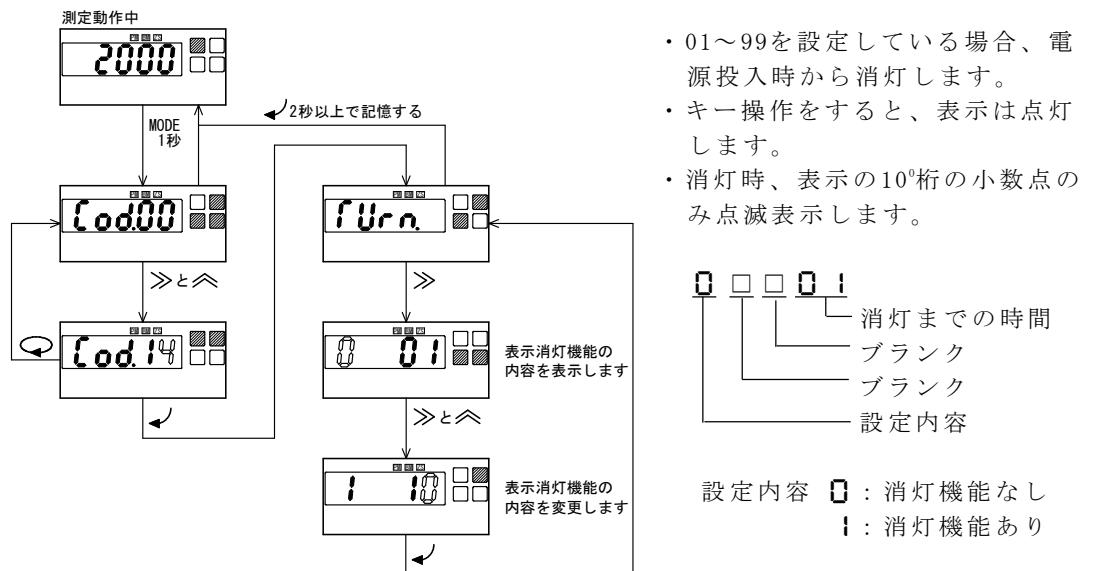 測定動作中
2000
MODE
1秒
2秒以上で記憶する
Cod.00
TUrn.
≫と︽
≫
Cod.14
0 01
表示消灯機能の
内容を表示します
≫と︽
1 10
表示消灯機能の
内容を変更します
・01～99を設定している場合、電
源投入時から消灯します。
・キー操作をすると、表示は点灯
します。
・消灯時、表示の10⁰桁の小数点の
み点滅表示します。
0 □ □ 0 1
消灯までの時間
ブランク
ブランク
設定内容
設定内容 0 : 消灯機能なし
1 : 消灯機能あり